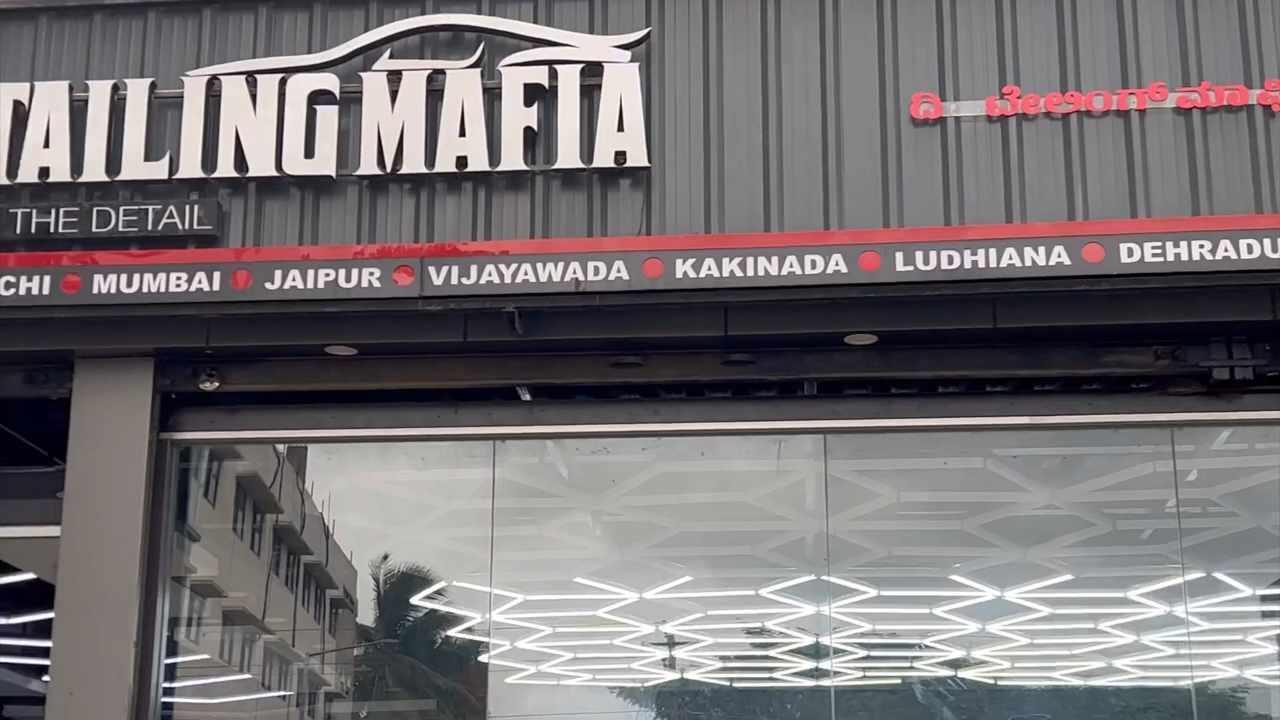 TAILING MAFIA
ದಿ ಟೇಲಿಂಗ್ ಮಾಫಿ
THE DETAIL
CHI • MUMBAI • JAIPUR • VIJAYAWADA • KAKINADA • LUDHIANA • DEHRADU